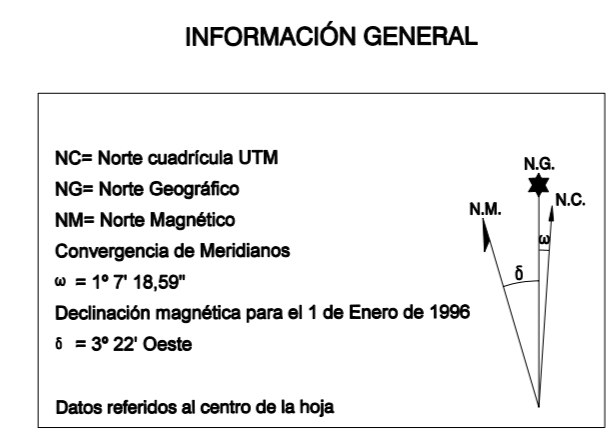 INFORMACIÓN GENERAL
NC= Norte cuadrícula UTM
NG= Norte Geográfico
NM= Norte Magnético
Convergencia de Meridianos
ω = 1º 7' 18,59"
Declinación magnética para el 1 de Enero de 1996
δ = 3º 22' Oeste
Datos referidos al centro de la hoja
N.G.
N.M.
N.C.
ω
δ